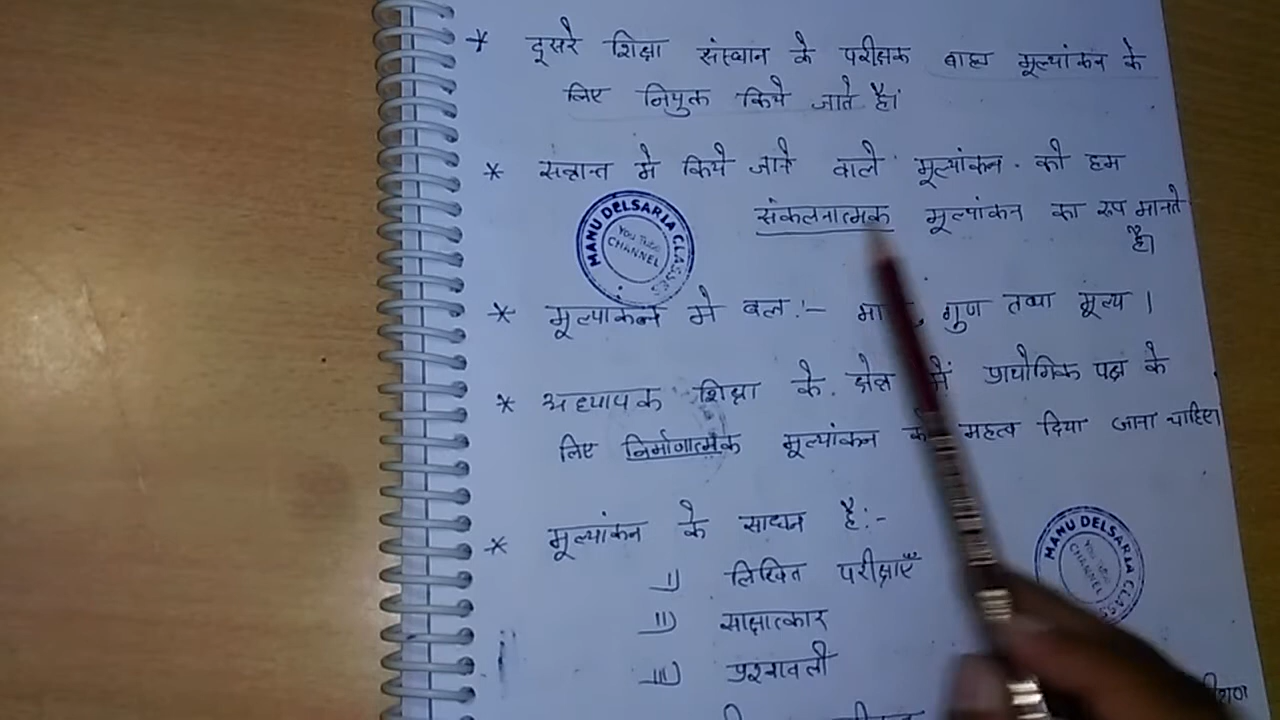 * दूसरे शिक्षा संस्थान के परीक्षक बाह्य मूल्यांकन के
लिए नियुक्त किये जाते है।
* सत्रान्त मे किये जाने वाले मूल्यांकन को हम
संकलनात्मक मूल्यांकन का रूप मानते
है।
MANU DELSARIA CLASSES
YOU TUBE
CHANNEL
* मूल्यांकन मे बल :- गुण तथा मूल्य ।
* अध्यापक शिक्षा के क्षेत्र में प्रायोगिक पक्ष के
लिए निर्माणात्मक मूल्यांकन को महत्व दिया जाना चाहिए।
* मूल्यांकन के साधन है :-
I) लिखित परीक्षाएँ
II) साक्षात्कार
III) प्रश्नावली
MANU DELSARIA CLASSES
YOU TUBE
CHANNEL